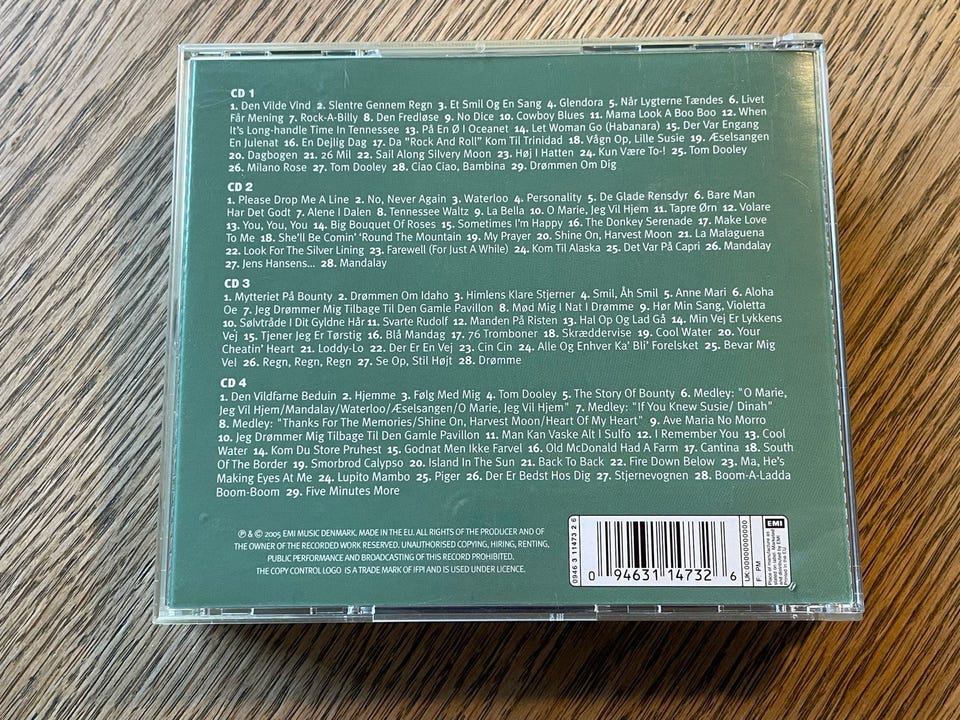 CD 1
1. Den Vilde Vind 2. Slentre Gennem Regn 3. Et Smil Og En Sang 4. Glendora 5. Når Lygterne Tændes 6. Livet
Får Mening 7. Rock-A-Billy 8. Den Fredløse 9. No Dice 10. Cowboy Blues 11. Mama Look A Boo Boo 12. When
It's Long-handle Time In Tennessee 13. På En Ø I Oceanet 14. Let Woman Go (Habanara) 15. Der Var Engang
En Julenat 16. En Dejlig Dag 17. Da "Rock And Roll" Kom Til Trinidad 18. Vågn Op, Lille Susie 19. Æselsangen
20. Dagbogen 21. 26 Mil 22. Sail Along Silvery Moon 23. Høj I Hatten 24. Kun Være To-! 25. Tom Dooley
26. Milano Rose 27. Tom Dooley 28. Ciao Ciao, Bambina 29. Drømmen Om Dig
CD 2
1. Please Drop Me A Line 2. No, Never Again 3. Waterloo 4. Personality 5. De Glade Rensdyr 6. Bare Man
Har Det Godt 7. Alene I Dalen 8. Tennessee Waltz 9. La Bella 10. O Marie, Jeg Vil Hjem 11. Tapre Ørn 12. Volare
13. You, You, You 14. Big Bouquet Of Roses 15. Sometimes I'm Happy 16. The Donkey Serenade 17. Make Love
To Me 18. She'll Be Comin' 'Round The Mountain 19. My Prayer 20. Shine On, Harvest Moon 21. La Malaguena
22. Look For The Silver Lining 23. Farewell (For Just A While) 24. Kom Til Alaska 25. Det Var På Capri 26. Mandalay
27. Jens Hansens... 28. Mandalay
CD 3
1. Mytteriet På Bounty 2. Drømmen Om Idaho 3. Himlens Klare Stjerner 4. Smil, Åh Smil 5. Anne Mari 6. Aloha
Oe 7. Jeg Drømmer Mig Tilbage Til Den Gamle Pavillon 8. Mød Mig I Nat I Drømme 9. Hør Min Sang, Violetta
10. Sølvtråde I Dit Gyldne Hår 11. Svarte Rudolf 12. Manden På Risten 13. Hal Op Og Lad Gå 14. Min Vej Er Lykkens
Vej 15. Tjener Jeg Er Tørstig 16. Blå Mandag 17. 76 Tromboner 18. Skræddervise 19. Cool Water 20. Your
Cheatin' Heart 21. Loddy-Lo 22. Der Er En Vej 23. Cin Cin 24. Alle Og Enhver Ka' Bli' Forelsket 25. Bevar Mig
Vel 26. Regn, Regn, Regn 27. Se Op, Stil Højt 28. Drømme
CD 4
1. Den Vildfarne Beduin 2. Hjemme 3. Følg Med Mig 4. Tom Dooley 5. The Story Of Bounty 6. Medley: "O Marie,
Jeg Vil Hjem/Mandalay/Waterloo/Æselsangen/O Marie, Jeg Vil Hjem" 7. Medley: "If You Knew Susie/ Dinah"
8. Medley: "Thanks For The Memories/Shine On, Harvest Moon/Heart Of My Heart" 9. Ave Maria No Morro
10. Jeg Drømmer Mig Tilbage Til Den Gamle Pavillon 11. Man Kan Vaske Alt I Sulfo 12. I Remember You 13. Cool
Water 14. Kom Du Store Pruhest 15. Godnat Men Ikke Farvel 16. Old McDonald Had A Farm 17. Cantina 18. South
Of The Border 19. Smorbrod Calypso 20. Island In The Sun 21. Back To Back 22. Fire Down Below 23. Ma, He's
Making Eyes At Me 24. Lupito Mambo 25. Piger 26. Der Er Bedst Hos Dig 27. Stjernevognen 28. Boom-A-Ladda
Boom-Boom 29. Five Minutes More
℗ & © 2005 EMI MUSIC DENMARK. MADE IN THE EU. ALL RIGHTS OF THE PRODUCER AND OF
THE OWNER OF THE RECORDED WORK RESERVED. UNAUTHORISED COPYING, HIRING, RENTING,
PUBLIC PERFORMANCE AND BROADCASTING OF THIS RECORD PROHIBITED.
THE COPY CONTROL LOGO IS A TRADE MARK OF IFPI AND IS USED UNDER LICENCE.
0946 3 11473 2 6
0 94631 14732 6
UK:0000000000000
F: PM
EMI